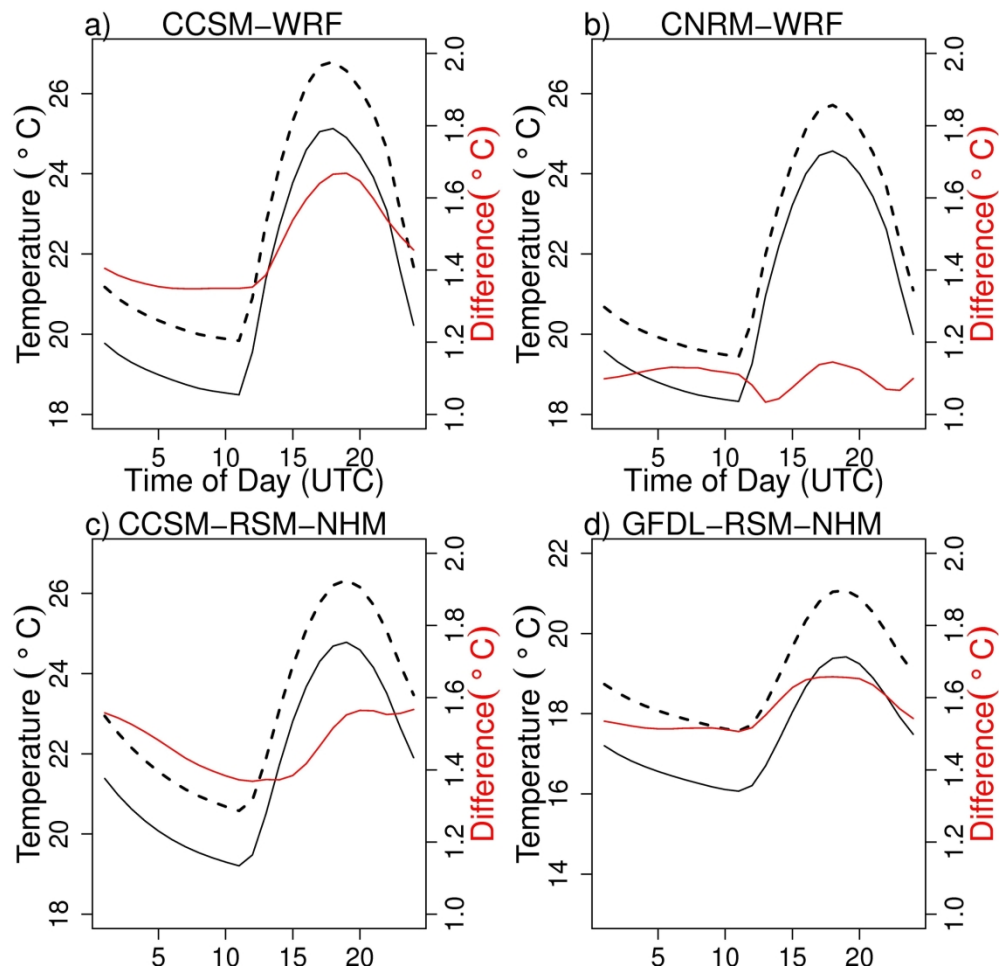 a) CCSM–WRF
Temperature ( ° C)
18 20 22 24 26
5 10 15 20
1.0 1.2 1.4 1.6 1.8 2.0
Difference( ° C)
Time of Day (UTC)
b) CNRM–WRF
Temperature ( ° C)
18 20 22 24 26
5 10 15 20
1.0 1.2 1.4 1.6 1.8 2.0
Difference( ° C)
Time of Day (UTC)
c) CCSM–RSM–NHM
Temperature ( ° C)
18 20 22 24 26
5 10 15 20
1.0 1.2 1.4 1.6 1.8 2.0
Difference( ° C)
d) GFDL–RSM–NHM
Temperature ( ° C)
14 16 18 20 22
5 10 15 20
1.0 1.2 1.4 1.6 1.8 2.0
Difference( ° C)